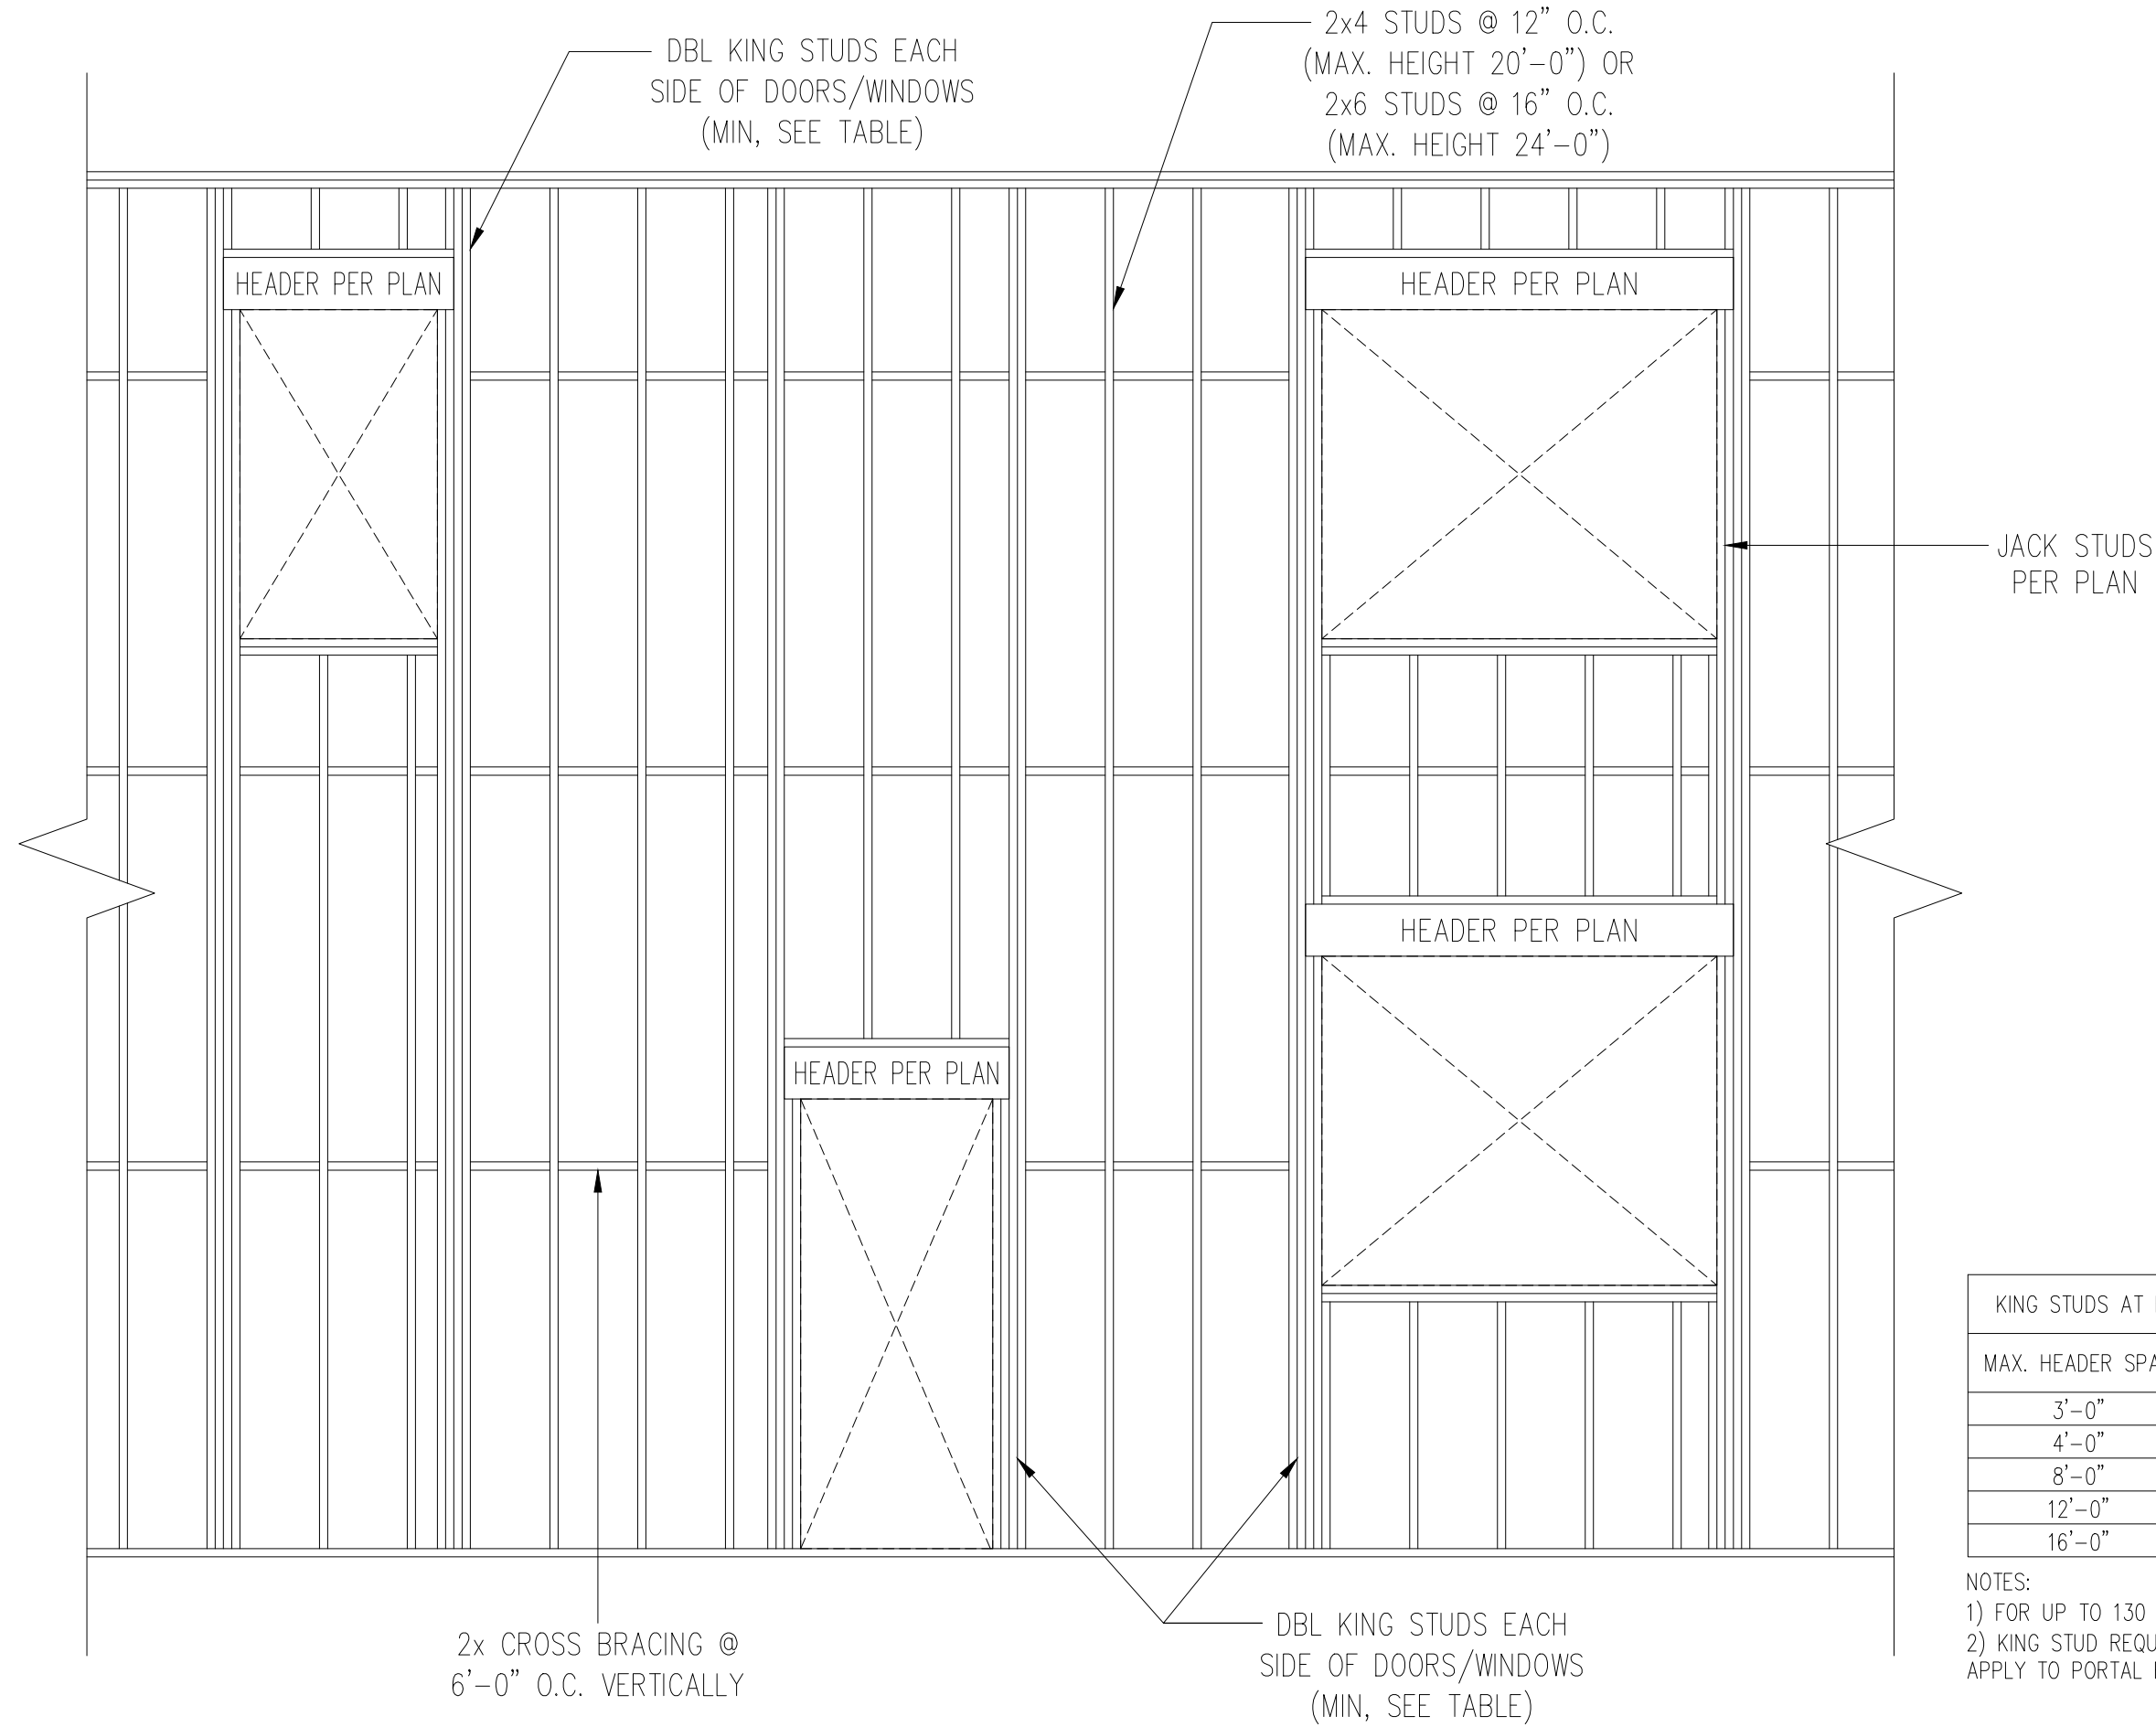 DBL KING STUDS EACH
SIDE OF DOORS/WINDOWS
(MIN, SEE TABLE)
2x4 STUDS @ 12" O.C.
(MAX. HEIGHT 20'-0") OR
2x6 STUDS @ 16" O.C.
(MAX. HEIGHT 24'-0")
HEADER PER PLAN
HEADER PER PLAN
JACK STUDS
PER PLAN
HEADER PER PLAN
HEADER PER PLAN
2x CROSS BRACING @
6'-0" O.C. VERTICALLY
DBL KING STUDS EACH
SIDE OF DOORS/WINDOWS
(MIN, SEE TABLE)
KING STUDS AT
MAX. HEADER
3'-0"
4'-0"
8'-0"
12'-0"
16'-0"
NOTES:
1) FOR UP TO 130
2) KING STUD
APPLY TO PORTAL